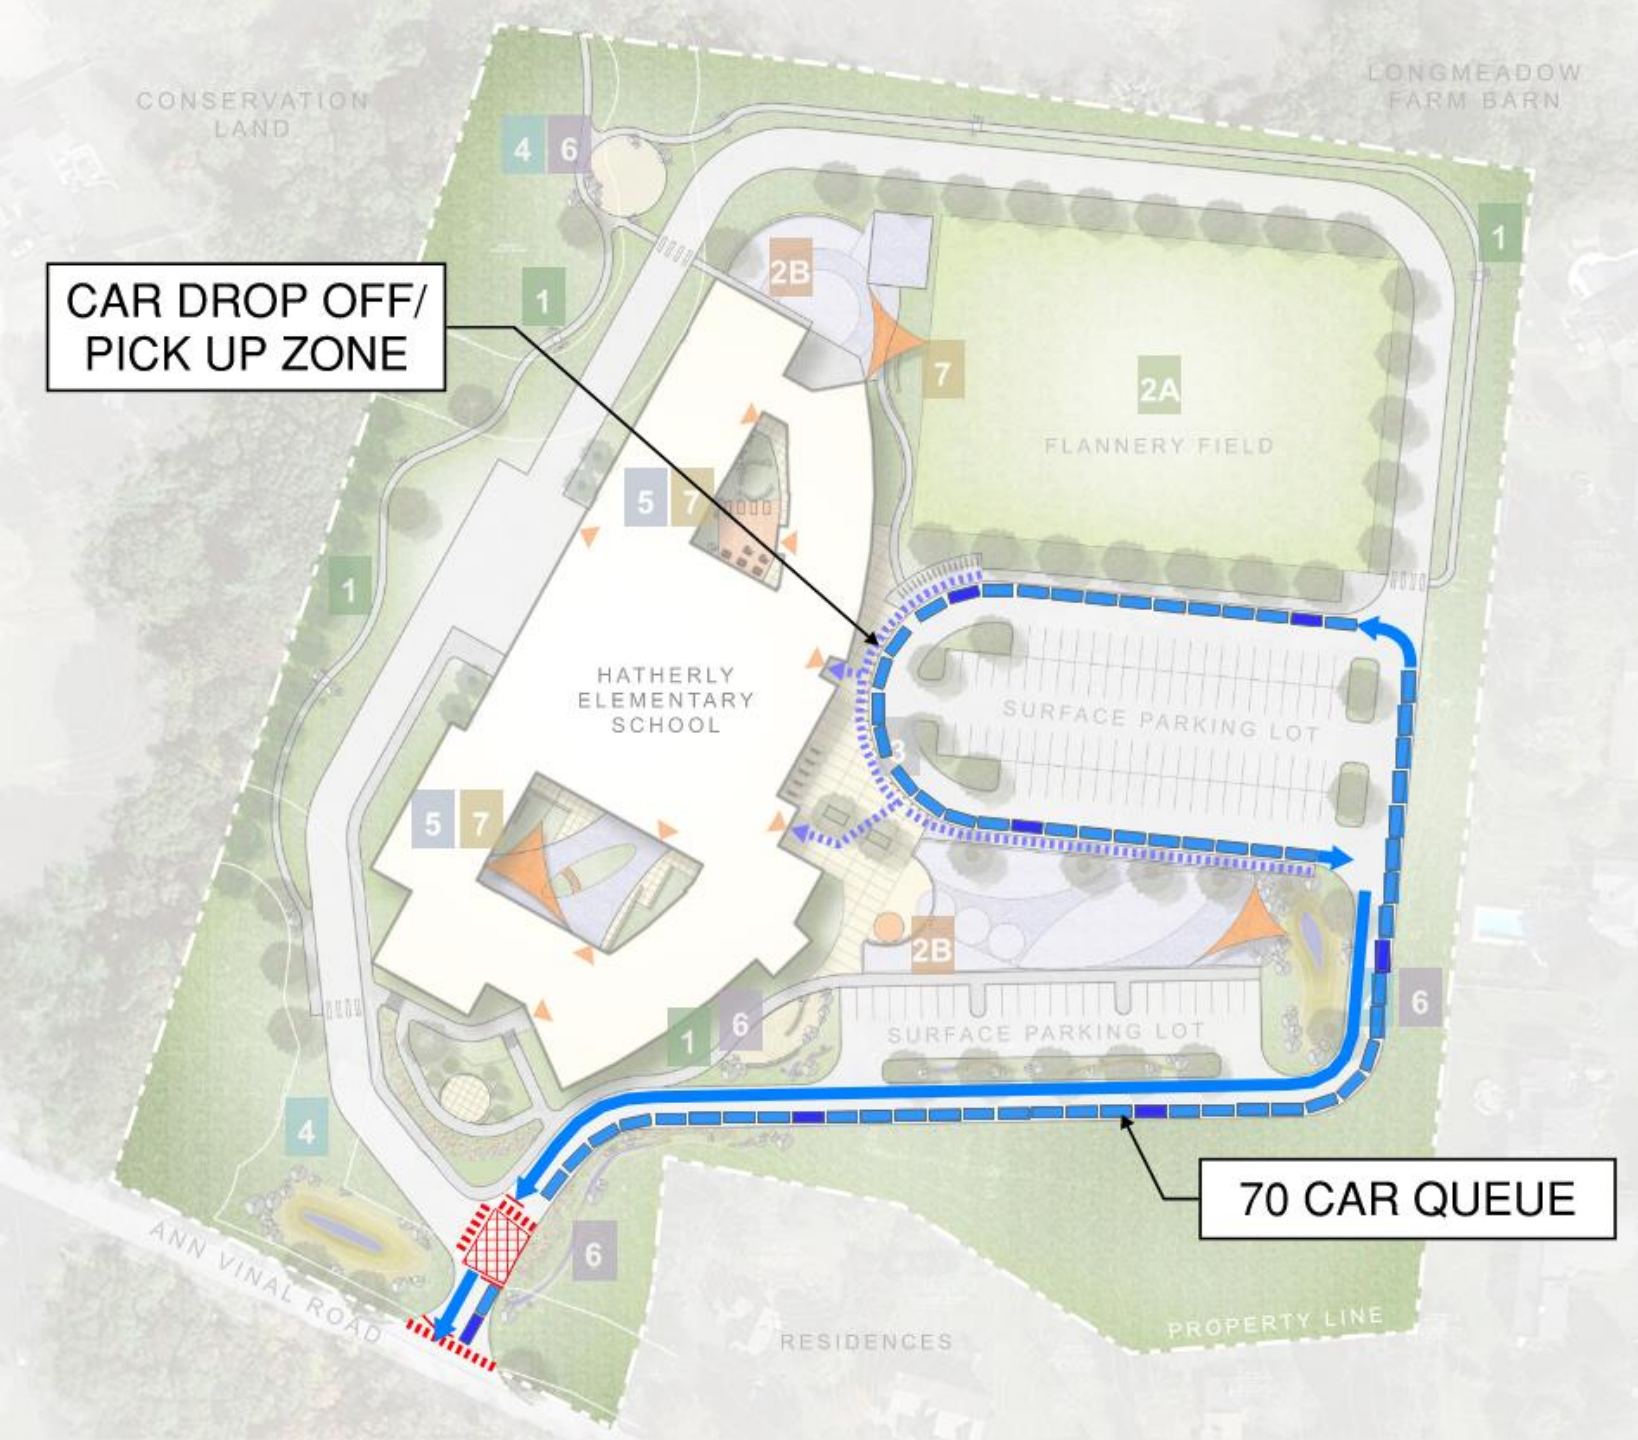 CONSERVATION
LAND
LONGMEADOW
FARM BARN
4 6
1
2B
CAR DROP OFF/
PICK UP ZONE
1
7
2A
FLANNERY FIELD
5 7
1
HATHERLY
ELEMENTARY
SCHOOL
SURFACE PARKING LOT
3
5 7
2B
6
1 6
SURFACE PARKING LOT
4
70 CAR QUEUE
6
ANN VINAL ROAD
RESIDENCES
PROPERTY LINE